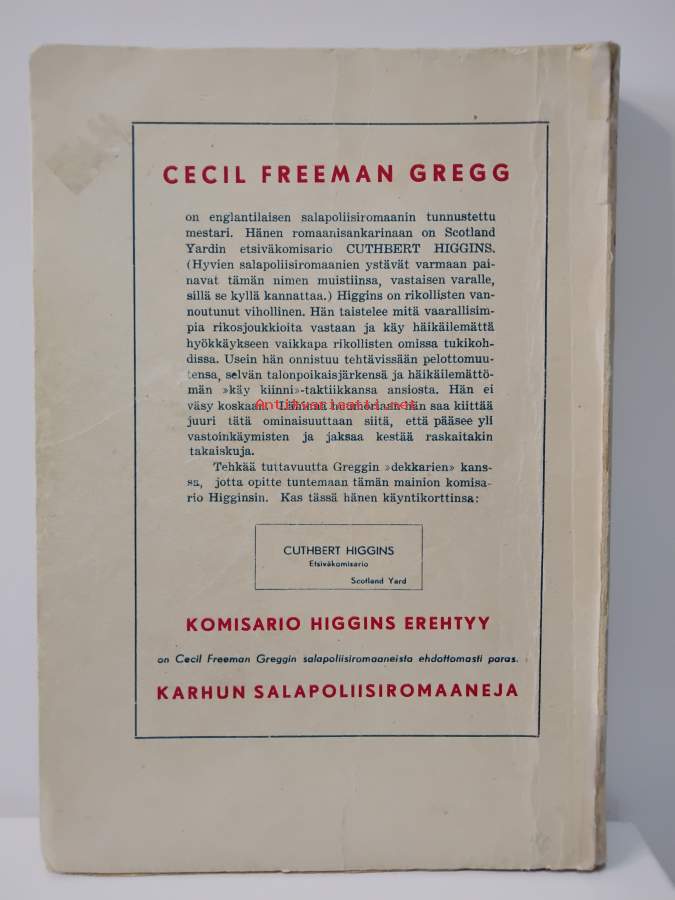 CECIL FREEMAN GREGG
on englantilaisen salapoliisiromaanin tunnustettu
mestari. Hänen romaanisankarinaan on Scotland
Yardin etsiväkomisario CUTHBERT HIGGINS.
(Hyvien salapoliisiromaanien ystävät varmaan pai-
navat tämän nimen muistiinsa, vastaisen varalle,
sillä se kyllä kannattaa.) Higgins on rikollisten van-
noutunut vihollinen. Hän taistelee mitä vaarallisim-
pia rikosjoukkioita vastaan ja käy häikäilemättä
hyökkäykseen vaikkapa rikollisten omissa tukikoh-
dissa. Usein hän onnistuu tehtävissään pelottomuu-
tensa, selvän talonpoikaisjärkensä ja häikäilemättö-
män »käy kiinni»-taktiikkansa ansiosta. Hän ei
väsy koskaan. hän saa kiittää
Antikvariaatti.net
juuri tätä ominaisuuttaan siitä, että pääsee yli
vastoinkäymisten ja jaksaa kestää raskaitakin
takaiskuja.
Tehkää tuttavuutta Greggin »dekkarien» kans-
sa, jotta opitte tuntemaan tämän mainion komisa-
rio Higginsin. Kas tässä hänen käyntikorttinsa:
CUTHBERT HIGGINS
Etsiväkomisario
Scotland Yard
KOMISARIO HIGGINS EREHTYY
on Cecil Freeman Greggin salapoliisiromaaneista ehdottomasti paras.
KARHUN SALAPOLIISIROMAANEJA